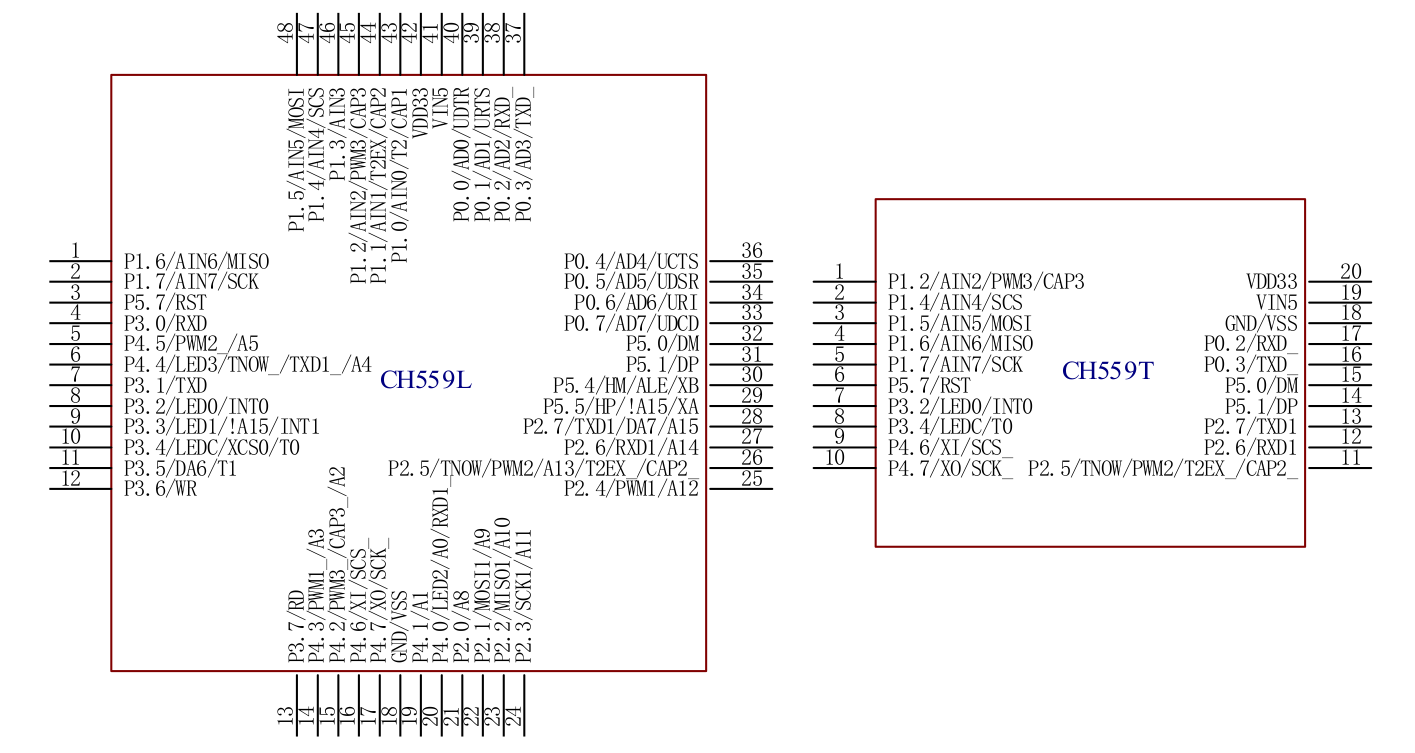 48
47
46
45
44
43
42
41
40
39
38
37
P1.5/AIN5/MOSI
P1.4/AIN4/SCS
P1.3/AIN3
P1.2/AIN2/PWM3/CAP3
P1.1/AIN1/T2EX/CAP2
P1.0/AIN0/T2/CAP1
VDD33
VIN5
P0.0/AD0/UDTR
P0.1/AD1/URTS
P0.2/AD2/RXD_
P0.3/AD3/TXD_
1 P1.6/AIN6/MISO
2 P1.7/AIN7/SCK
3 P5.7/RST
4 P3.0/RXD
5 P4.5/PWM2_/A5
6 P4.4/LED3/TNOW_/TXD1_/A4
7 P3.1/TXD
8 P3.2/LED0/INT0
9 P3.3/LED1/!A15/INT1
10 P3.4/LEDC/XCS0/T0
11 P3.5/DA6/T1
12 P3.6/WR
CH559L
P0.4/AD4/UCTS 36
P0.5/AD5/UDSR 35
P0.6/AD6/URI 34
P0.7/AD7/UDCD 33
P5.0/DM 32
P5.1/DP 31
P5.4/HM/ALE/XB 30
P5.5/HP/!A15/XA 29
P2.7/TXD1/DA7/A15 28
P2.6/RXD1/A14 27
P2.5/TNOW/PWM2/A13/T2EX_/CAP2_ 26
P2.4/PWM1/A12 25
P3.7/RD
P4.3/PWM1_/A3
P4.2/PWM3_/CAP3_/A2
P4.6/XI/SCS_
P4.7/XO/SCK_
GND/VSS
P4.1/A1
P4.0/LED2/A0/RXD1_
P2.0/A8
P2.1/MOSI1/A9
P2.2/MISO1/A10
P2.3/SCK1/A11
13
14
15
16
17
18
19
20
21
22
23
24
1 P1.2/AIN2/PWM3/CAP3
2 P1.4/AIN4/SCS
3 P1.5/AIN5/MOSI
4 P1.6/AIN6/MISO
5 P1.7/AIN7/SCK
6 P5.7/RST
7 P3.2/LED0/INT0
8 P3.4/LEDC/T0
9 P4.6/XI/SCS_
10 P4.7/XO/SCK_
CH559T
VDD33 20
VIN5 19
GND/VSS 18
P0.2/RXD_ 17
P0.3/TXD_ 16
P5.0/DM 15
P5.1/DP 14
P2.7/TXD1 13
P2.6/RXD1 12
P2.5/TNOW/PWM2/T2EX_/CAP2_ 11